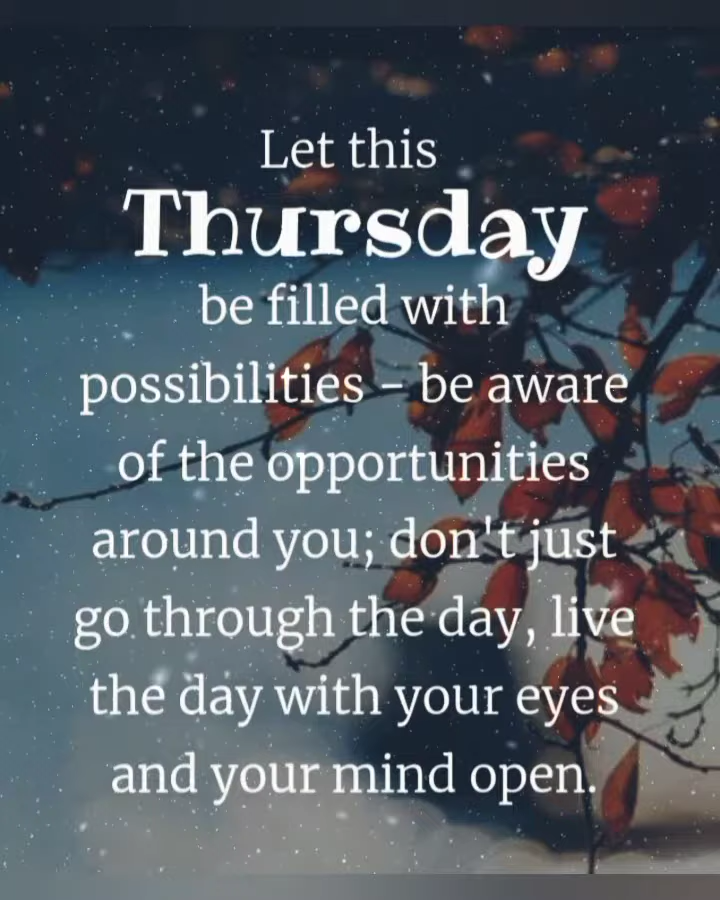 Let this
Thursday
be filled with
possibilities - be aware
of the opportunities
around you; don't just
go through the day, live
the day with your eyes
and your mind open.